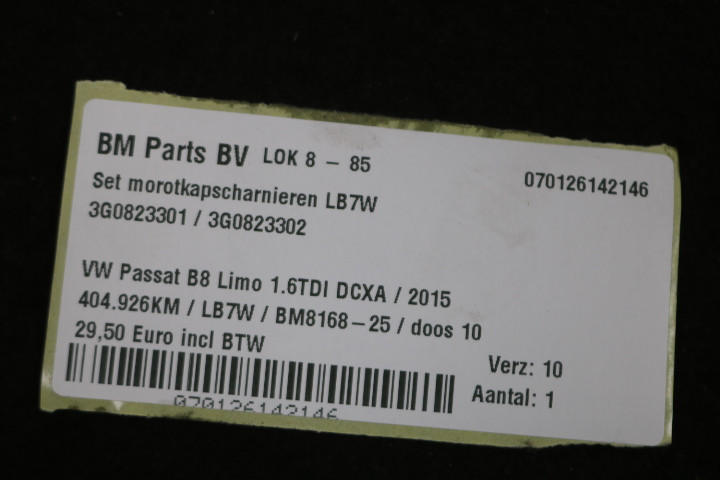 BM Parts BV LOK 8 - 85
070126142146
Set morotkapscharnieren LB7W
3G0823301 / 3G0823302
VW Passat B8 Limo 1.6TDI DCXA / 2015
404.926KM / LB7W / BM8168-25 / doos 10
29,50 Euro incl BTW
Verz: 10
Aantal: 1
070126142146